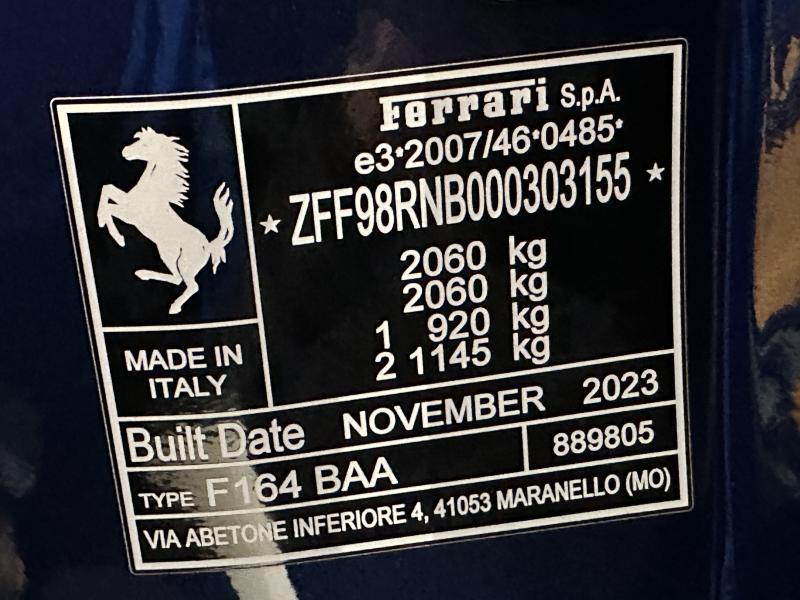 Ferrari S.p.A.
e3*2007/46*0485*
★ ZFF98RNB000303155 ★
2060 kg
2060 kg
1 920 kg
2 1145 kg
MADE IN
ITALY
Built Date NOVEMBER 2023
TYPE F164 BAA 889805
VIA ABETONE INFERIORE 4, 41053 MARANELLO (MO)